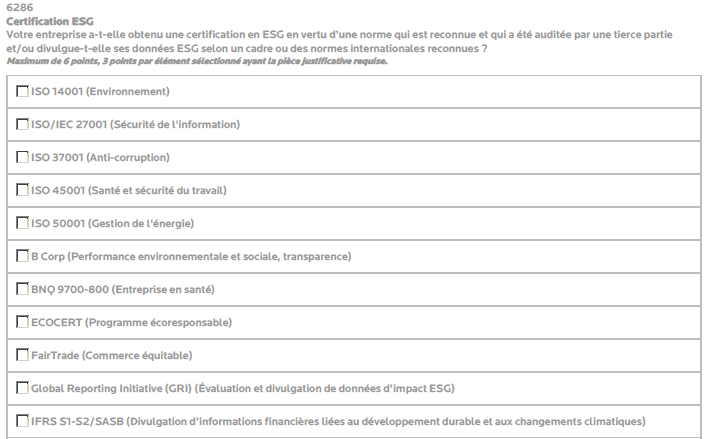 6286
Certification ESG
Votre entreprise a-t-elle obtenu une certification en ESG en vertu d'une norme qui est reconnue et qui a été auditée par une tierce partie
et/ou divulgue-t-elle ses données ESG selon un cadre ou des normes internationales reconnues ?
Maximum de 6 points, 3 points par élément sélectionné ayant la pièce justificative requise.
ISO 14001 (Environnement)
ISO/IEC 27001 (Sécurité de l'information)
ISO 37001 (Anti-corruption)
ISO 45001 (Santé et sécurité du travail)
ISO 50001 (Gestion de l'énergie)
B Corp (Performance environnementale et sociale, transparence)
BNQ 9700-800 (Entreprise en santé)
ECOCERT (Programme écoresponsable)
FairTrade (Commerce équitable)
Global Reporting Initiative (GRI) (Évaluation et divulgation de données d'impact ESG)
IFRS S1-S2/SASB (Divulgation d'informations financières liées au développement durable et aux changements climatiques)